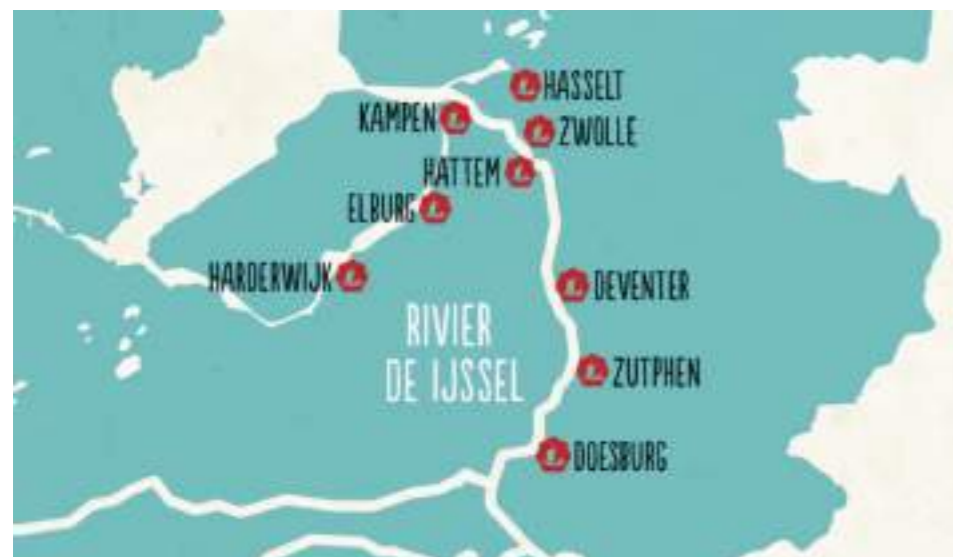 HASSELT
KAMPEN
ZWOLLE
HATTEM
ELBURG
HARDERWIJK
DEVENTER
RIVIER
DE IJSSEL
ZUTPHEN
DOESBURG